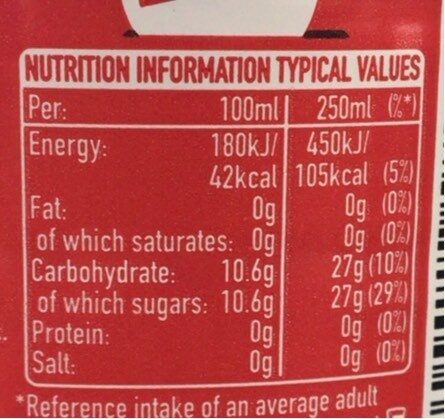 NUTRITION INFORMATION TYPICAL VALUES
Per: 100ml 250ml (%*)
Energy: 180kJ/ 450kJ/
42kcal 105kcal (5%)
Fat: 0g 0g (0%)
of which saturates: 0g 0g (0%)
Carbohydrate: 10.6g 27g (10%)
of which sugars: 10.6g 27g (29%)
Protein: 0g 0g (0%)
Salt: 0g 0g (0%)
*Reference intake of an average adult